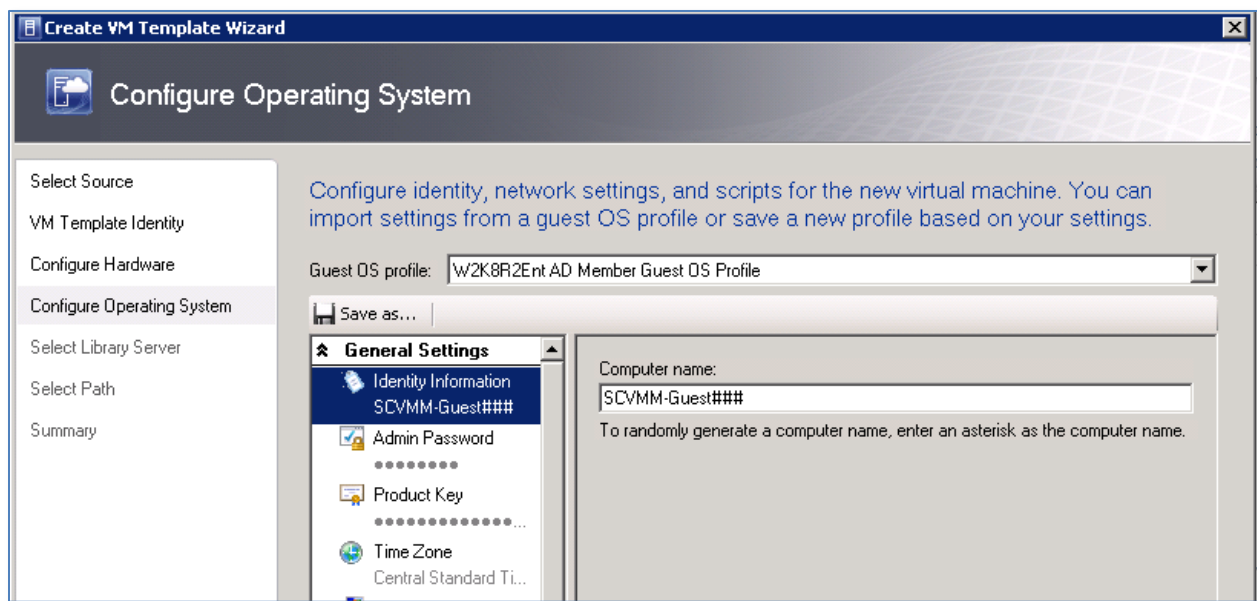 Create VM Template Wizard
Configure Operating System
Select Source
VM Template Identity
Configure Hardware
Configure Operating System
Select Library Server
Select Path
Summary
Configure identity, network settings, and scripts for the new virtual machine. You can
import settings from a guest OS profile or save a new profile based on your settings.
Guest OS profile: W2K8R2Ent AD Member Guest OS Profile
Save as...
General Settings
Identity Information
SCVMM-Guest###
Admin Password
●●●●●●●●
Product Key
●●●●●●●●●●●●●...
Time Zone
Central Standard Ti...
Computer name:
SCVMM-Guest###
To randomly generate a computer name, enter an asterisk as the computer name.